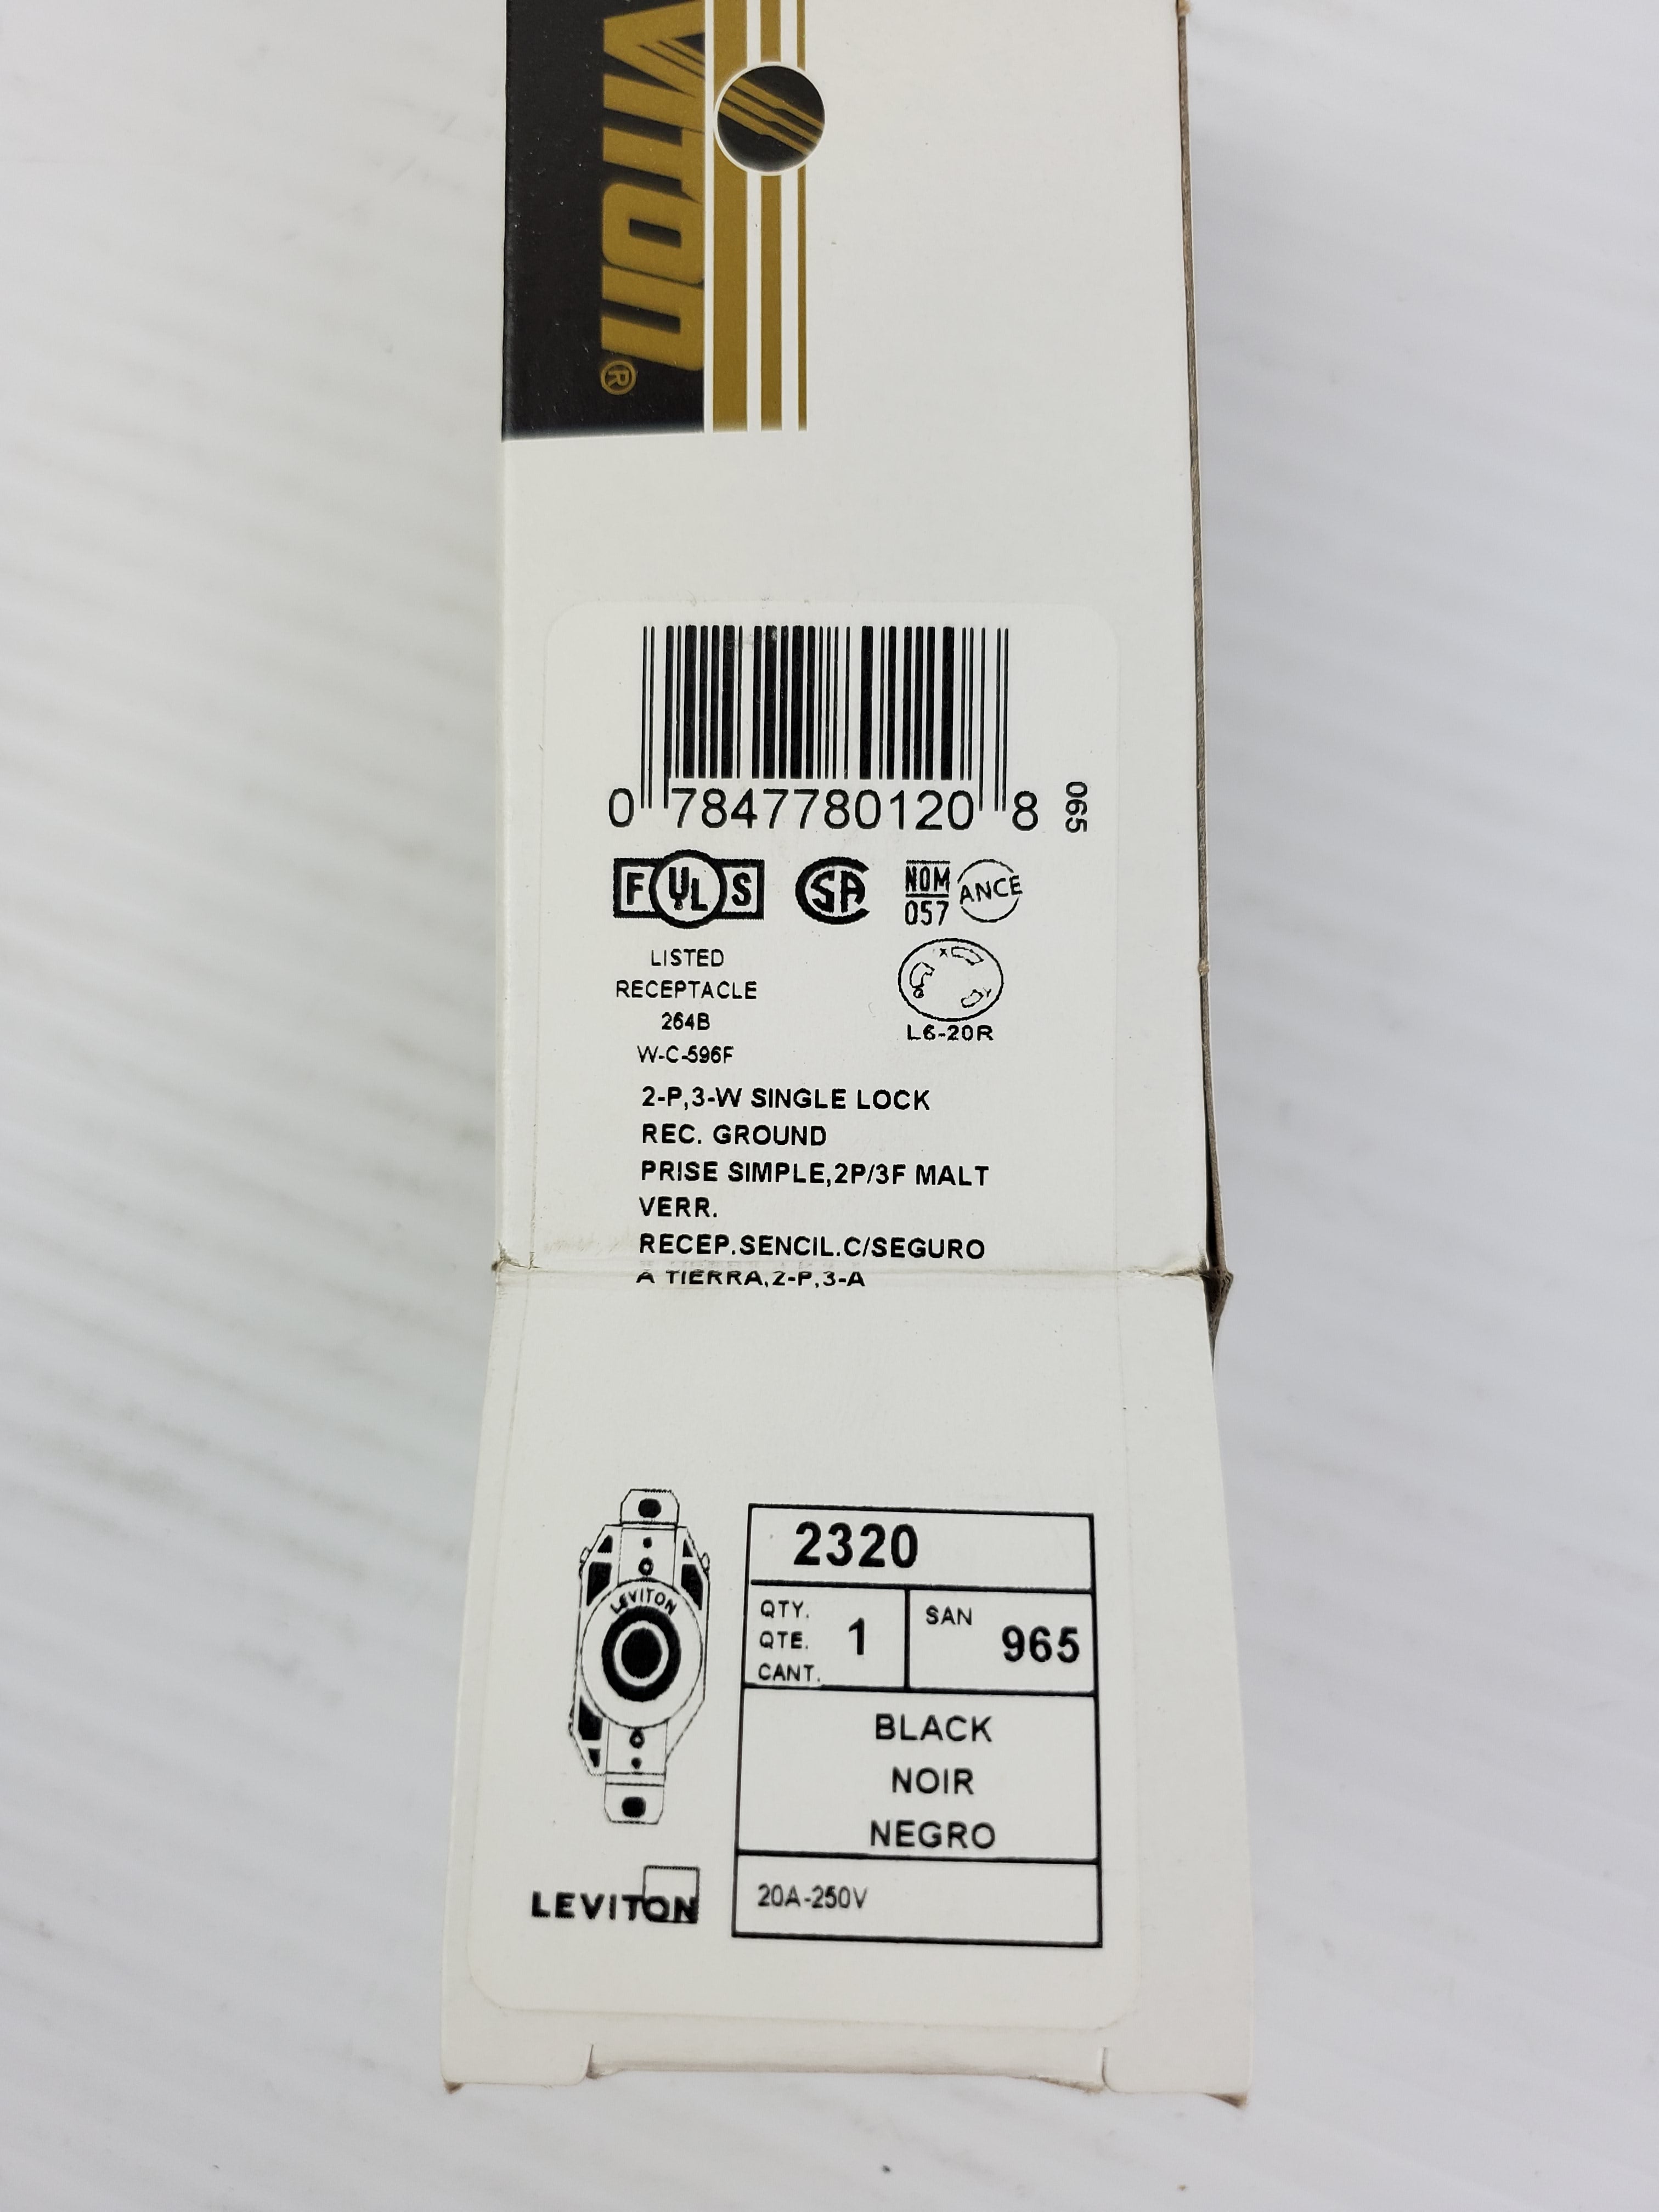 VITON®
0 7847780120 8
065
F UL S
SA
NOM
057
ANCE
LISTED
RECEPTACLE
264B
W-C-596F
X
Y
G
L6-20R
2-P,3-W SINGLE LOCK
REC. GROUND
PRISE SIMPLE,2P/3F MALT
VERR.
RECEP.SENCIL.C/SEGURO
A TIERRA,2-P,3-A
LEVITON
2320
QTY.
QTE.
CANT.
1
SAN
965
BLACK
NOIR
NEGRO
20A-250V
LEVITON